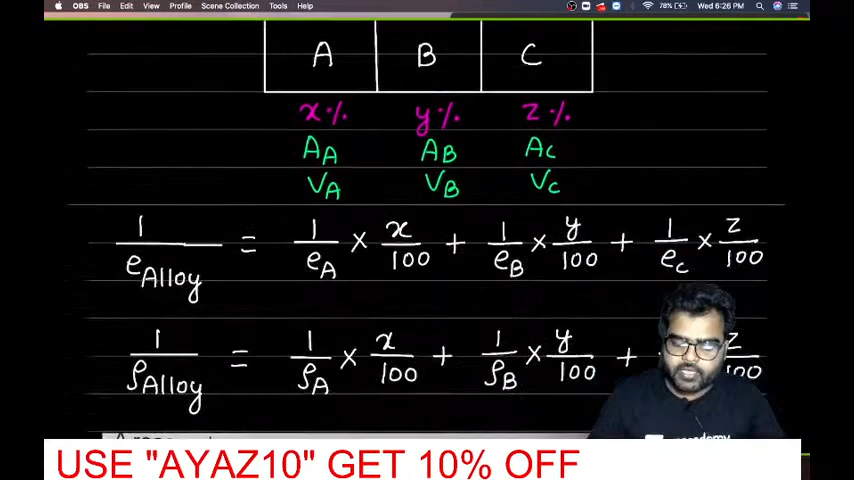 OBS File Edit View Profile Scene Collection Tools Help 78% Wed 6:26 PM
A B C
x% y% z%
A_A A_B A_C
V_A V_B V_C
1/e_Alloy = 1/e_A × x/100 + 1/e_B × y/100 + 1/e_C × z/100
1/ρ_Alloy = 1/ρ_A × x/100 + 1/ρ_B × y/100 + z/100
USE "AYAZ10" GET 10% OFF